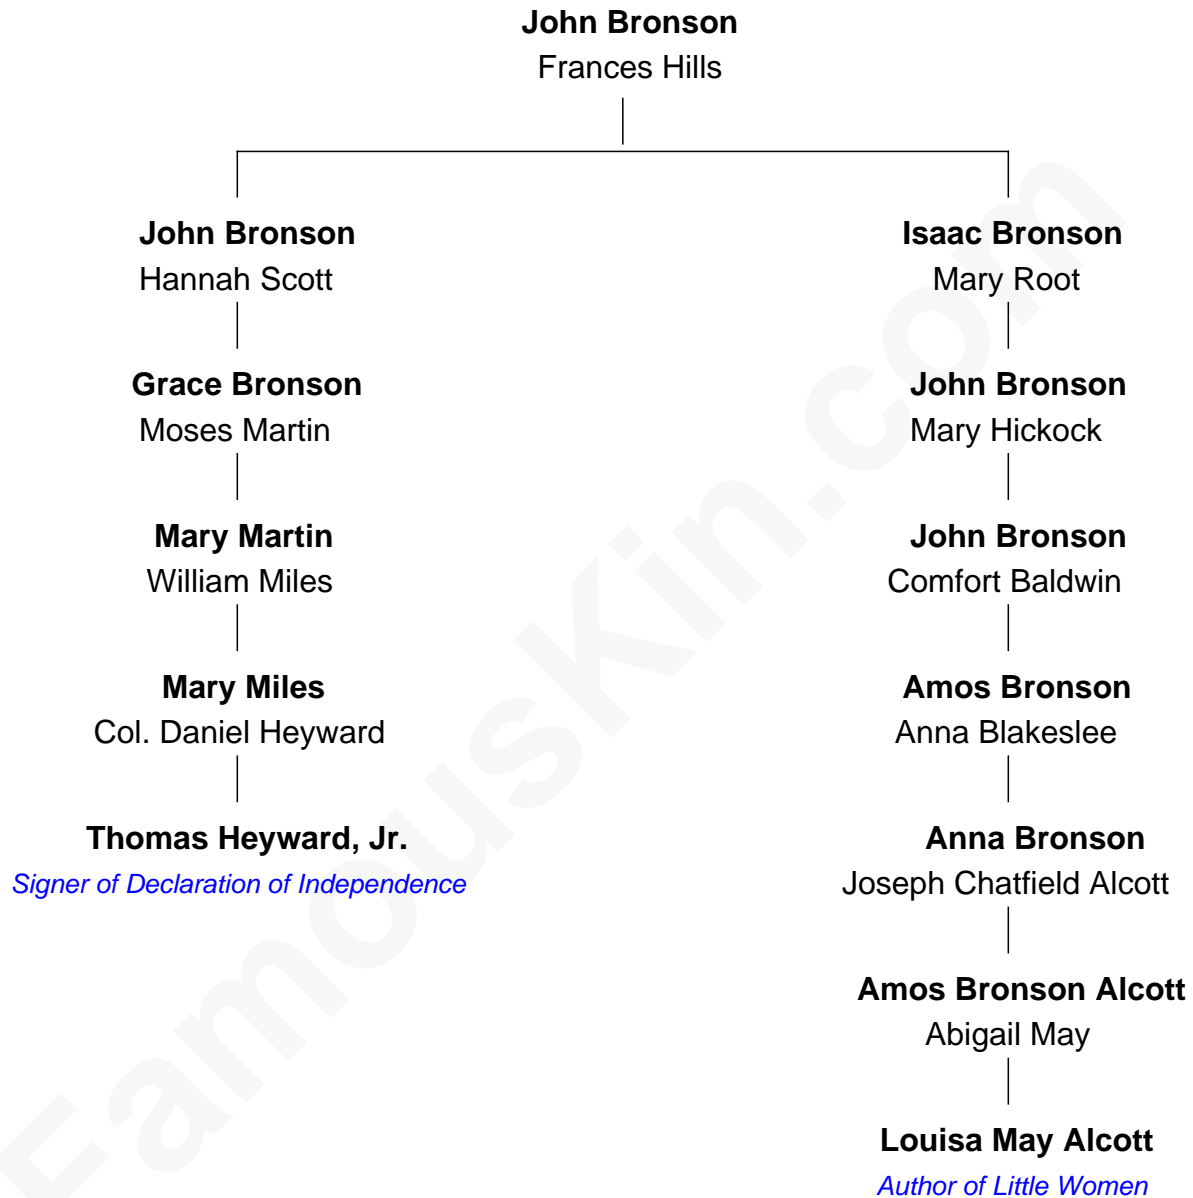 John Bronson
Frances Hills
John Bronson
Hannah Scott
Isaac Bronson
Mary Root
Grace Bronson
Moses Martin
John Bronson
Mary Hickock
Mary Martin
William Miles
John Bronson
Comfort Baldwin
Mary Miles
Col. Daniel Heyward
Amos Bronson
Anna Blakeslee
Thomas Heyward, Jr.
Signer of Declaration of Independence
Anna Bronson
Joseph Chatfield Alcott
Amos Bronson Alcott
Abigail May
Louisa May Alcott
Author of Little Women
FamousKin.com